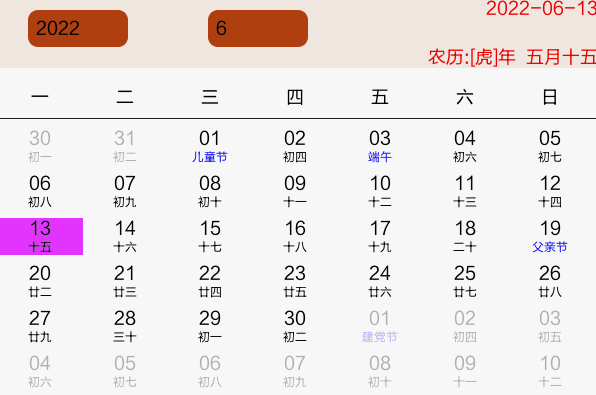 2022-06-13
2022 6
农历:[虎]年 五月十五
一 二 三 四 五 六 日
30 31 01 02 03 04 05
初一 初二 儿童节 初四 端午 初六 初七
06 07 08 09 10 11 12
初八 初九 初十 十一 十二 十三 十四
13 14 15 16 17 18 19
十五 十六 十七 十八 十九 二十 父亲节
20 21 22 23 24 25 26
廿二 廿三 廿四 廿五 廿六 廿七 廿八
27 28 29 30 01 02 03
廿九 三十 初一 初二 建党节 初四 初五
04 05 06 07 08 09 10
初六 初七 初八 初九 初十 十一 十二